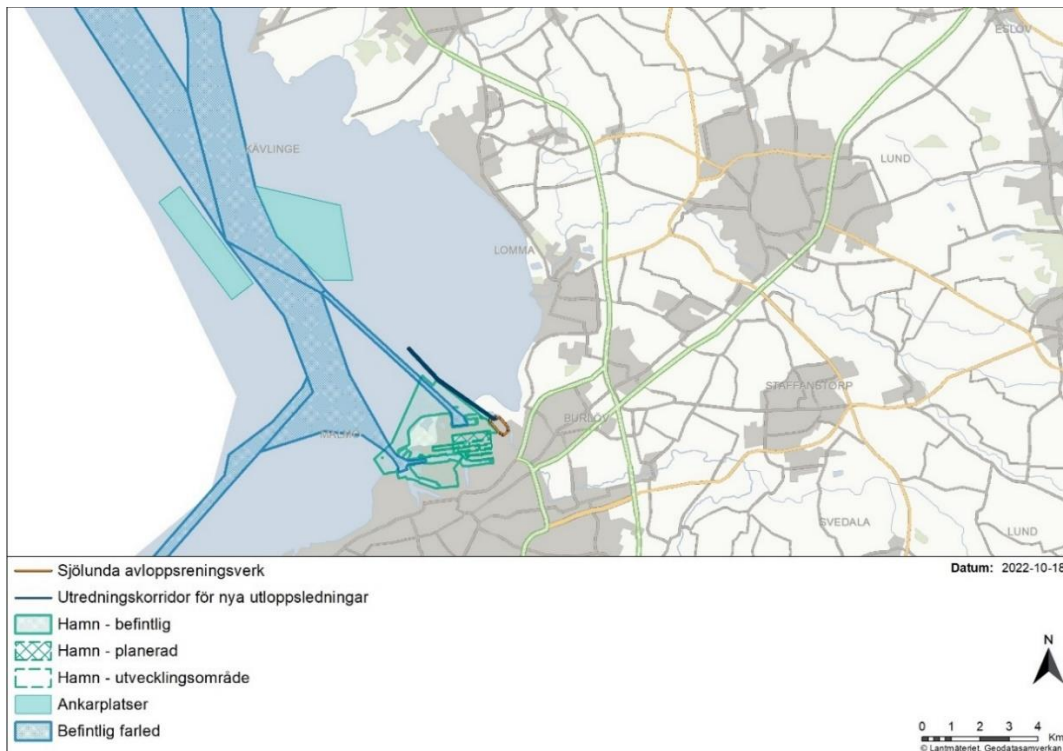 ESLÖV
KÄVLINGE
LUND
LOMMA
STAFFANSTORP
BURLÖV
MALMÖ
SVEDALA
LUND
Sjölunda avloppsreningsverk
Utredningskorridor för nya utloppsledningar
Hamn - befintlig
Hamn - planerad
Hamn - utvecklingsområde
Ankarplatser
Befintlig farled
Datum: 2022-10-18
N
0 1 2 3 4
Km
© Lantmäteriet, Geodatasamverkan